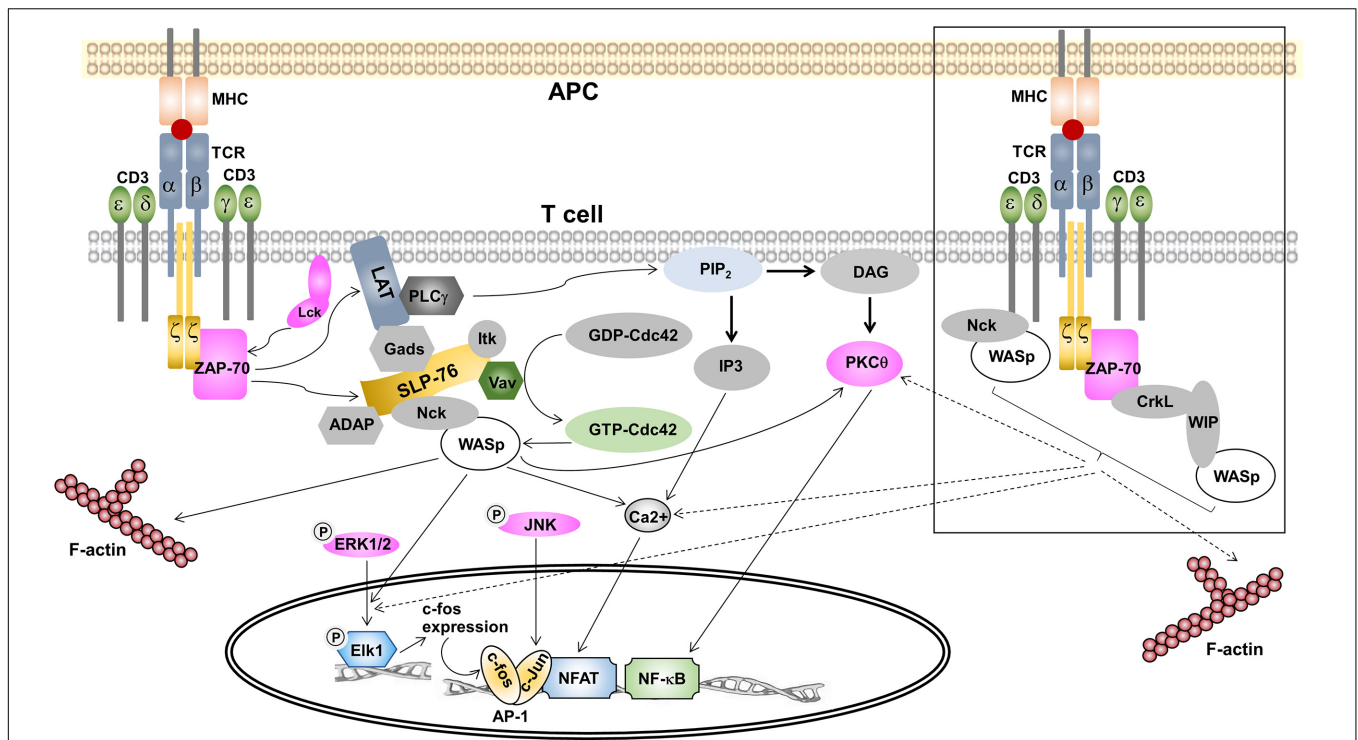 APC
MHC
TCR
CD3
CD3
α
β
ε
δ
γ
ε
T cell
LAT
PLCγ
Lck
ζ
ζ
ZAP-70
Gads
Itk
SLP-76
Vav
ADAP
Nck
WASp
PIP2
DAG
GDP-Cdc42
IP3
PKCθ
GTP-Cdc42
Ca2+
F-actin
P
ERK1/2
P
JNK
c-fos
expression
P
Elk1
c-fos
c-Jun
NFAT
NF-κB
AP-1
MHC
TCR
CD3
CD3
α
β
ε
δ
γ
ε
Nck
WASp
ζ
ζ
ZAP-70
CrkL
WIP
WASp
F-actin